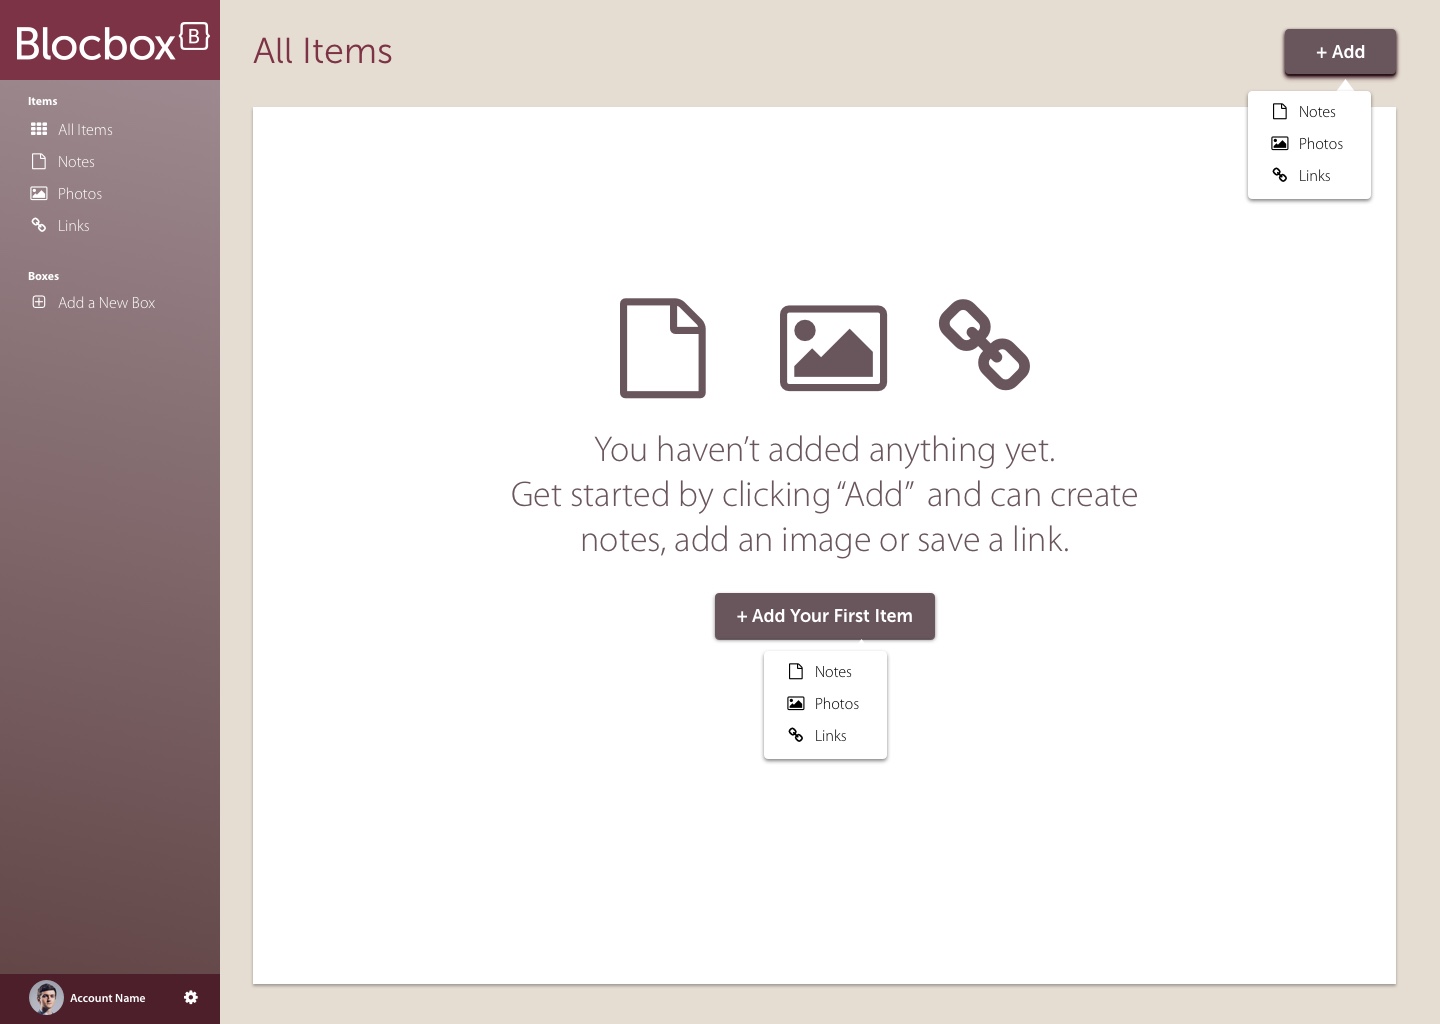 Blocbox {B}
Items
All Items
Notes
Photos
Links
Boxes
Add a New Box
Account Name
All Items
+ Add
Notes
Photos
Links
You haven’t added anything yet.
Get started by clicking “Add” and can create
notes, add an image or save a link.
+ Add Your First Item
Notes
Photos
Links